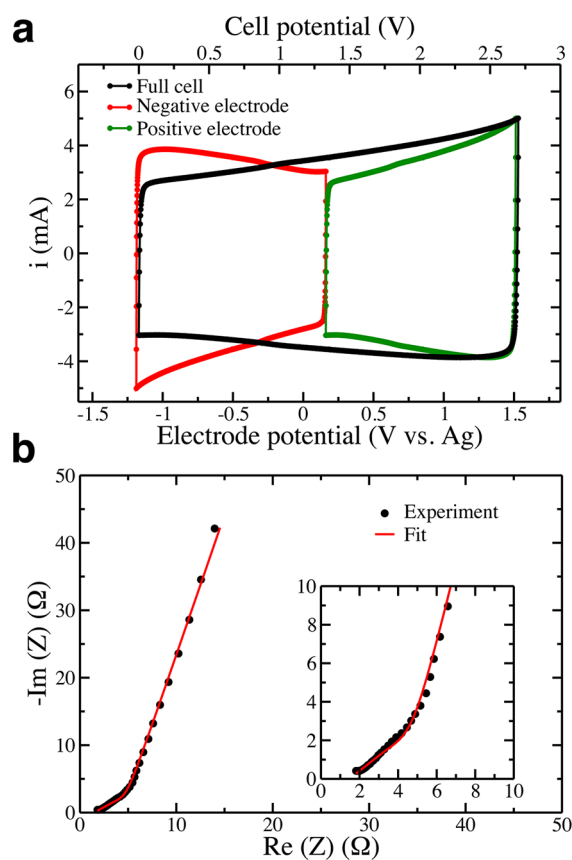 a
Cell potential (V)
0 0.5 1 1.5 2 2.5 3
Full cell
Negative electrode
Positive electrode
6
4
2
0
-2
-4
i (mA)
-1.5 -1 -0.5 0 0.5 1 1.5
Electrode potential (V vs. Ag)
b
50
40
30
20
10
0
-Im (Z) (Ω)
Experiment
Fit
10
8
6
4
2
0
0 2 4 6 8 10
0 10 20 30 40 50
Re (Z) (Ω)